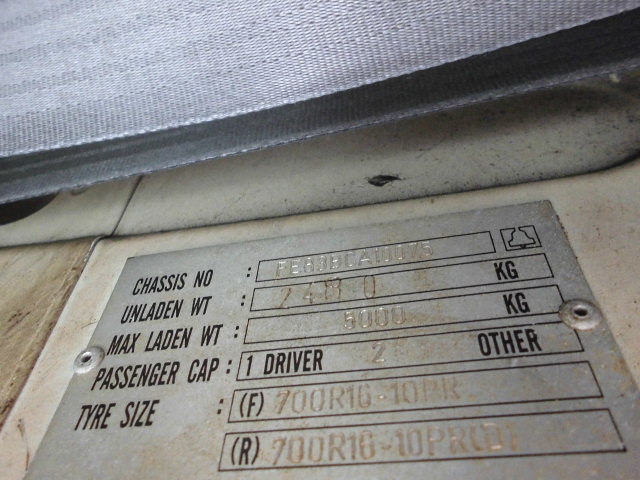 CHASSIS NO : FE83BCA10075
UNLADEN WT : 2480 KG
MAX LADEN WT : 5000 KG
PASSENGER CAP : 1 DRIVER 2 OTHER
TYRE SIZE : (F) 700R16-10PR
(R) 700R16-10PR(D)